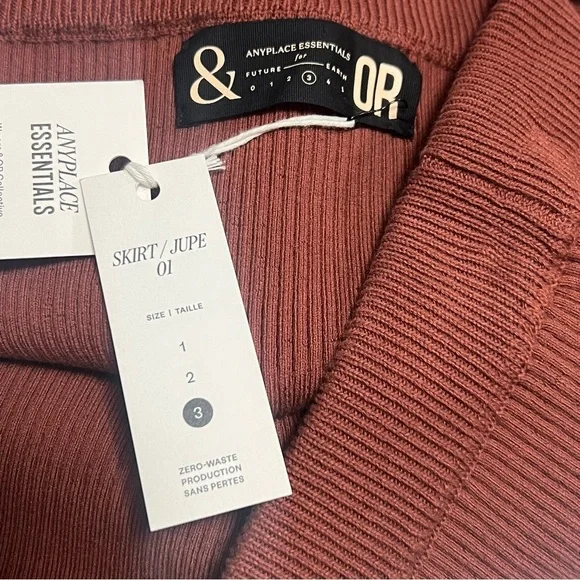 &
ANYPLACE ESSENTIALS
for
FUTURE EARTH
0 1 2 3 4 5
OR
ANYPLACE
ESSENTIALS
SKIRT / JUPE
01
SIZE | TAILLE
1
2
3
ZERO-WASTE
PRODUCTION
SANS PERTES